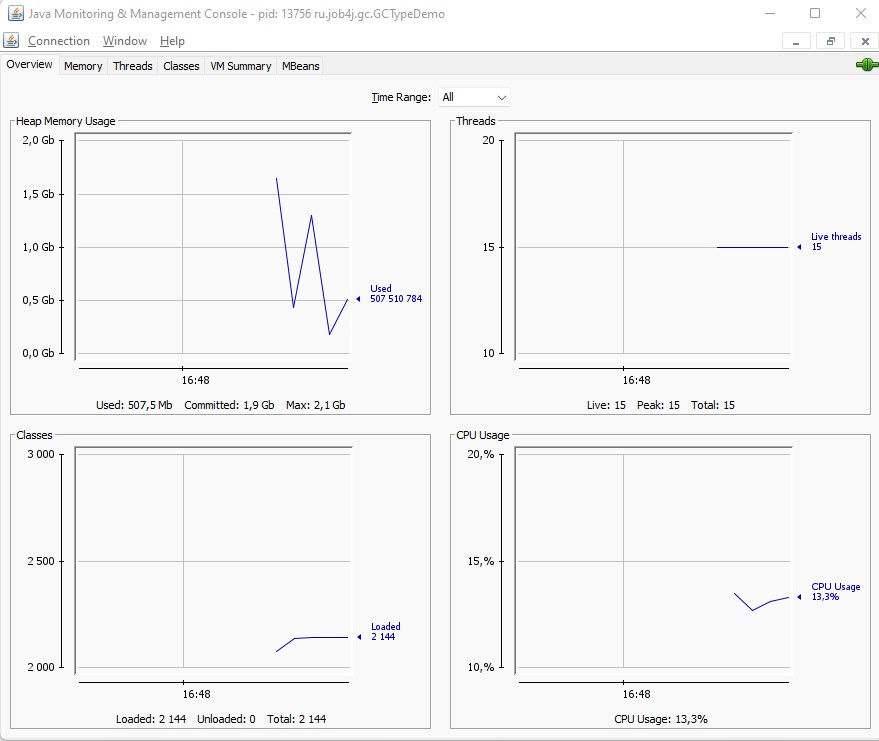 Java Monitoring & Management Console - pid: 13756 ru.job4j.gc.GCTypeDemo
Connection Window Help
Overview Memory Threads Classes VM Summary MBeans
Time Range: All
Heap Memory Usage
2,0 Gb
1,5 Gb
1,0 Gb
0,5 Gb
0,0 Gb
Used
507 510 784
16:48
Used: 507,5 Mb Committed: 1,9 Gb Max: 2,1 Gb
Threads
20
15
10
Live threads
15
16:48
Live: 15 Peak: 15 Total: 15
Classes
3 000
2 500
2 000
Loaded
2 144
16:48
Loaded: 2 144 Unloaded: 0 Total: 2 144
CPU Usage
20,%
15,%
10,%
CPU Usage
13,3%
16:48
CPU Usage: 13,3%